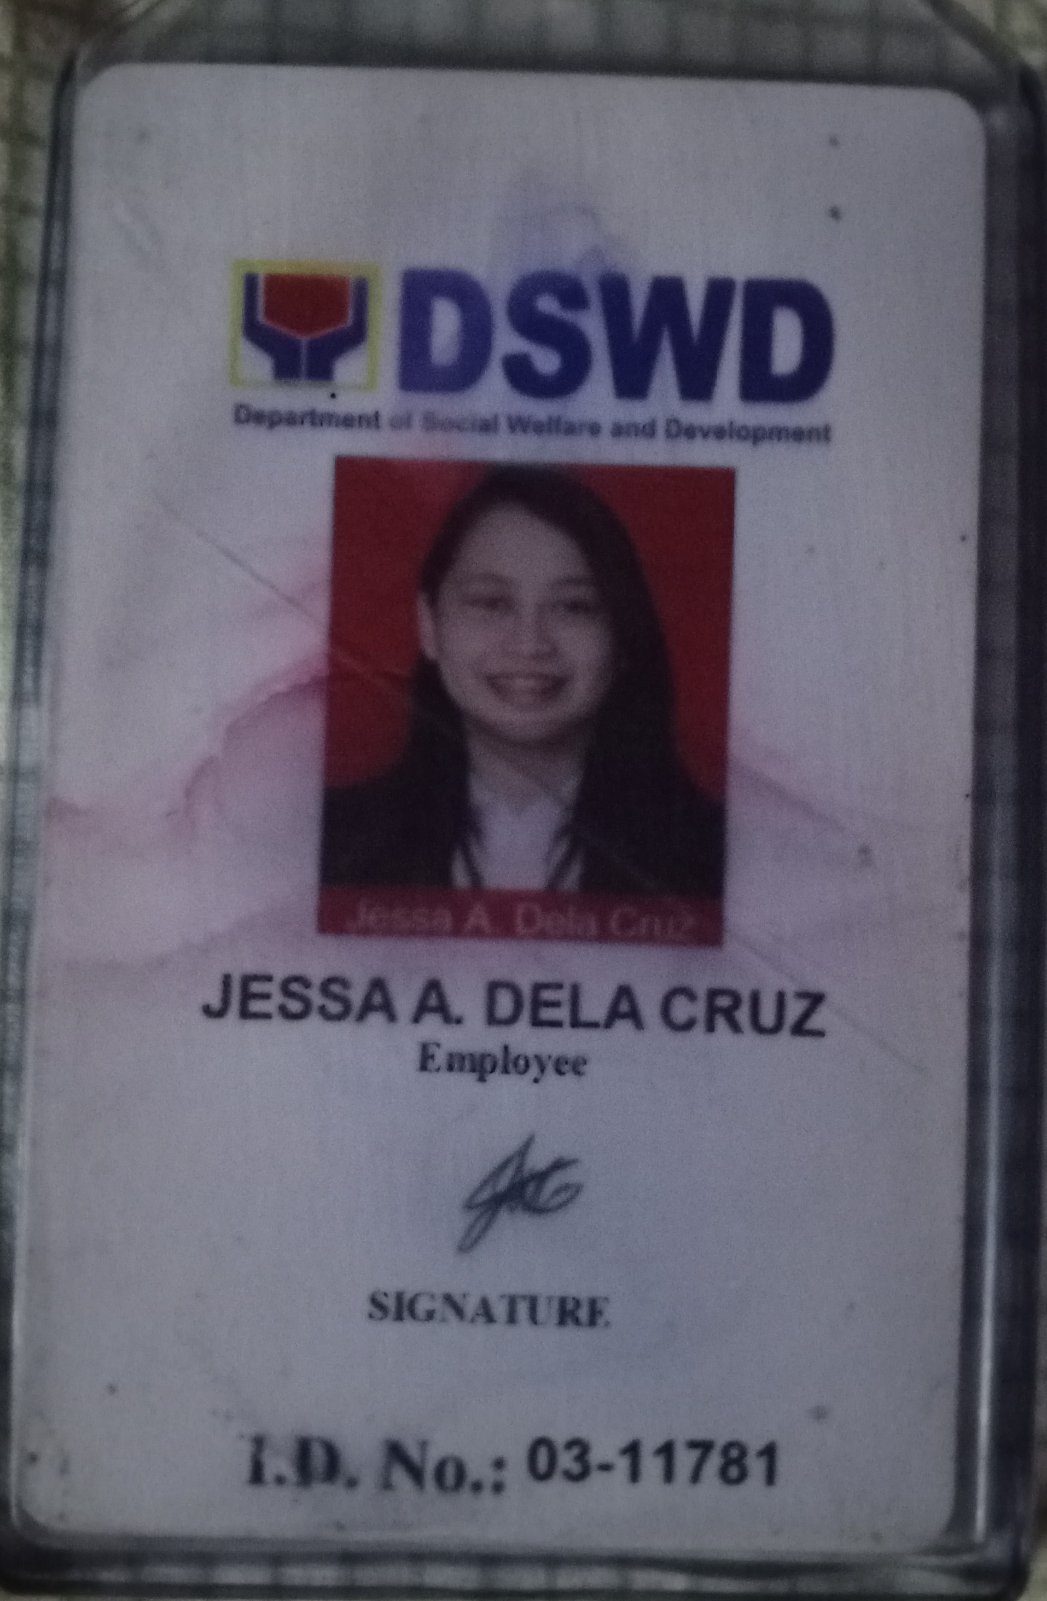 DSWD
Department of Social Welfare and Development
Jessa A. Dela Cruz
JESSA A. DELA CRUZ
Employee
SIGNATURE
I.D. No.: 03-11781